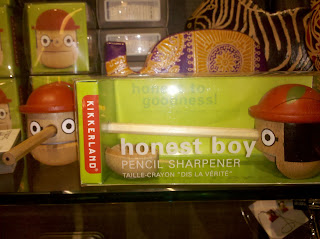 honest-to-
goodness!
KIKKERLAND
honest boy
PENCIL SHARPENER
TAILLE-CRAYON "DIS LA VÉRITÉ"